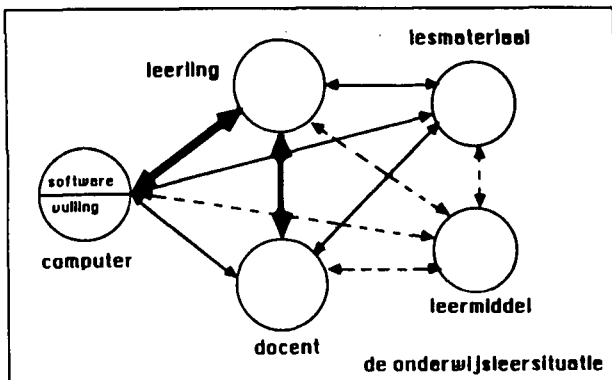 lesmateriaal
leerling
software
vulling
computer
leermiddel
docent
de onderwijsleersituatie